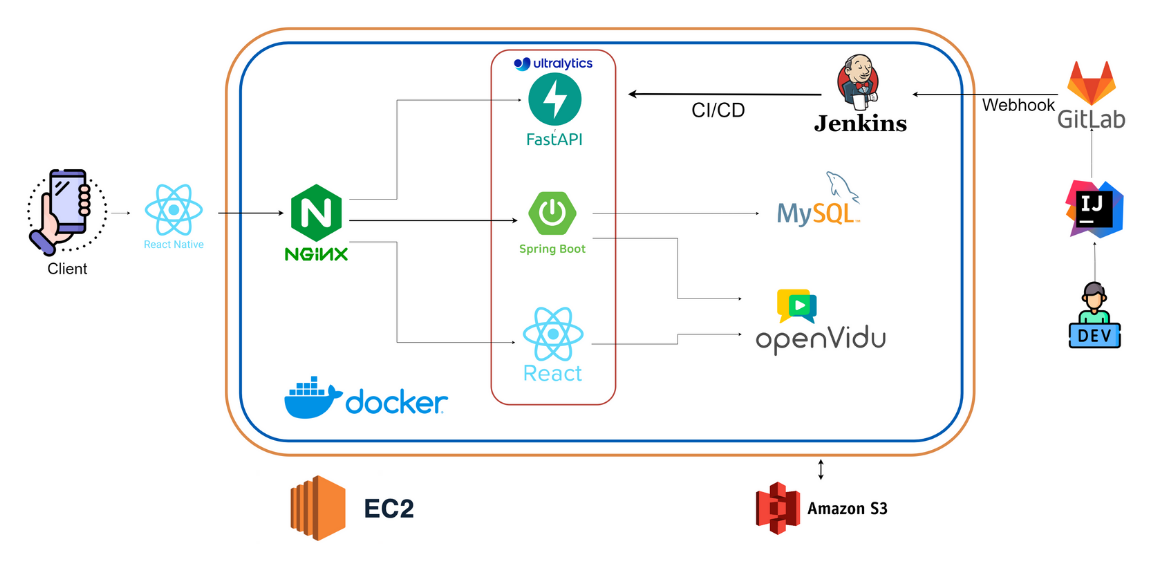 ultralytics
FastAPI
CI/CD
Jenkins
Webhook
GitLab
Client
React Native
N
NGINX
Spring Boot
MySQL
IJ
openVidu
DEV
React
docker
EC2
Amazon S3